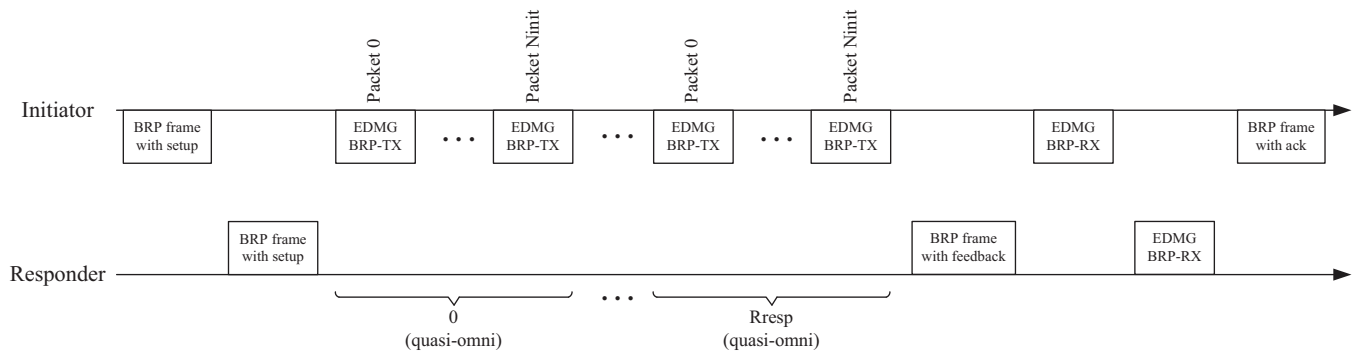 Packet 0
Packet Ninit
Packet 0
Packet Ninit
Initiator
BRP frame
with setup
EDMG
BRP-TX
...
EDMG
BRP-TX
...
EDMG
BRP-TX
...
EDMG
BRP-TX
EDMG
BRP-RX
BRP frame
with ack
BRP frame
with setup
BRP frame
with feedback
EDMG
BRP-RX
Responder
0
(quasi-omni)
...
Rresp
(quasi-omni)